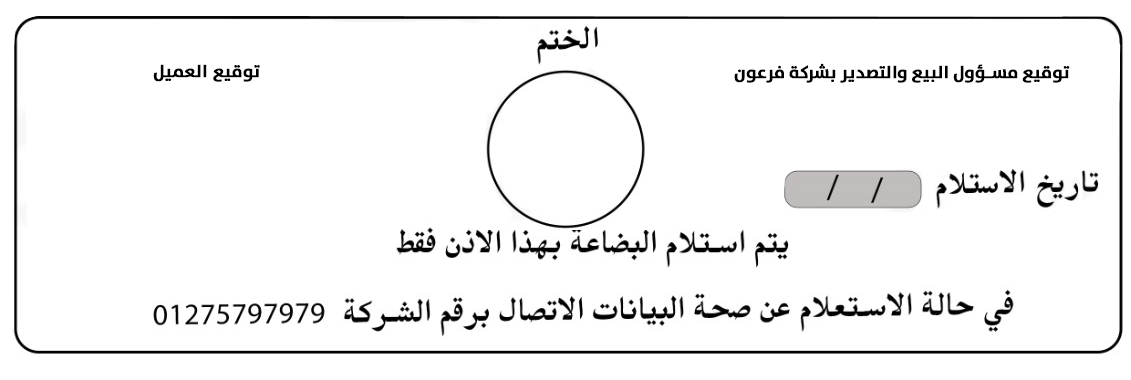 الختم
توقيع مسؤول البيع والتصدير بشركة فرعون
توقيع العميل
تاريخ الاستلام / /
يتم استلام البضاعة بهذا الاذن فقط
في حالة الاستعلام عن صحة البيانات الاتصال برقم الشركة 01275797979